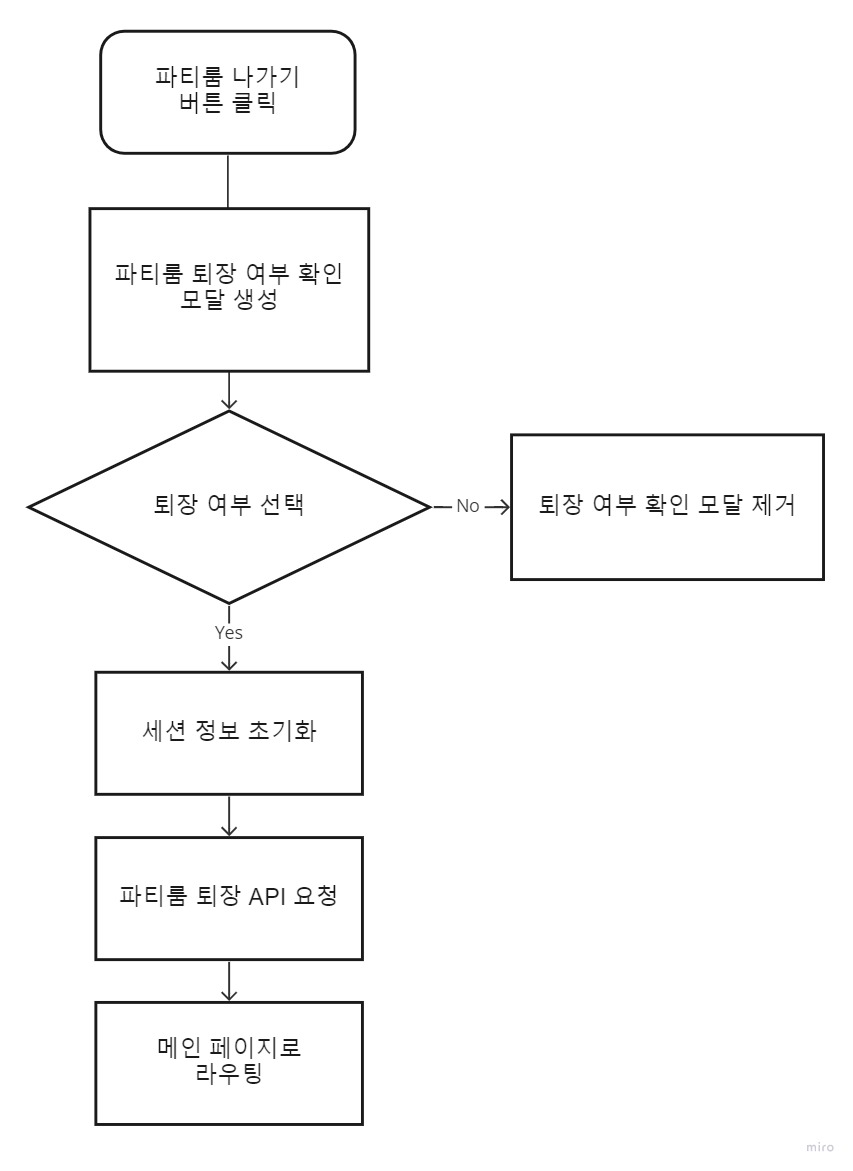 파티룸 나가기
버튼 클릭
파티룸 퇴장 여부 확인
모달 생성
퇴장 여부 선택
No
퇴장 여부 확인 모달 제거
Yes
세션 정보 초기화
파티룸 퇴장 API 요청
메인 페이지로
라우팅
miro